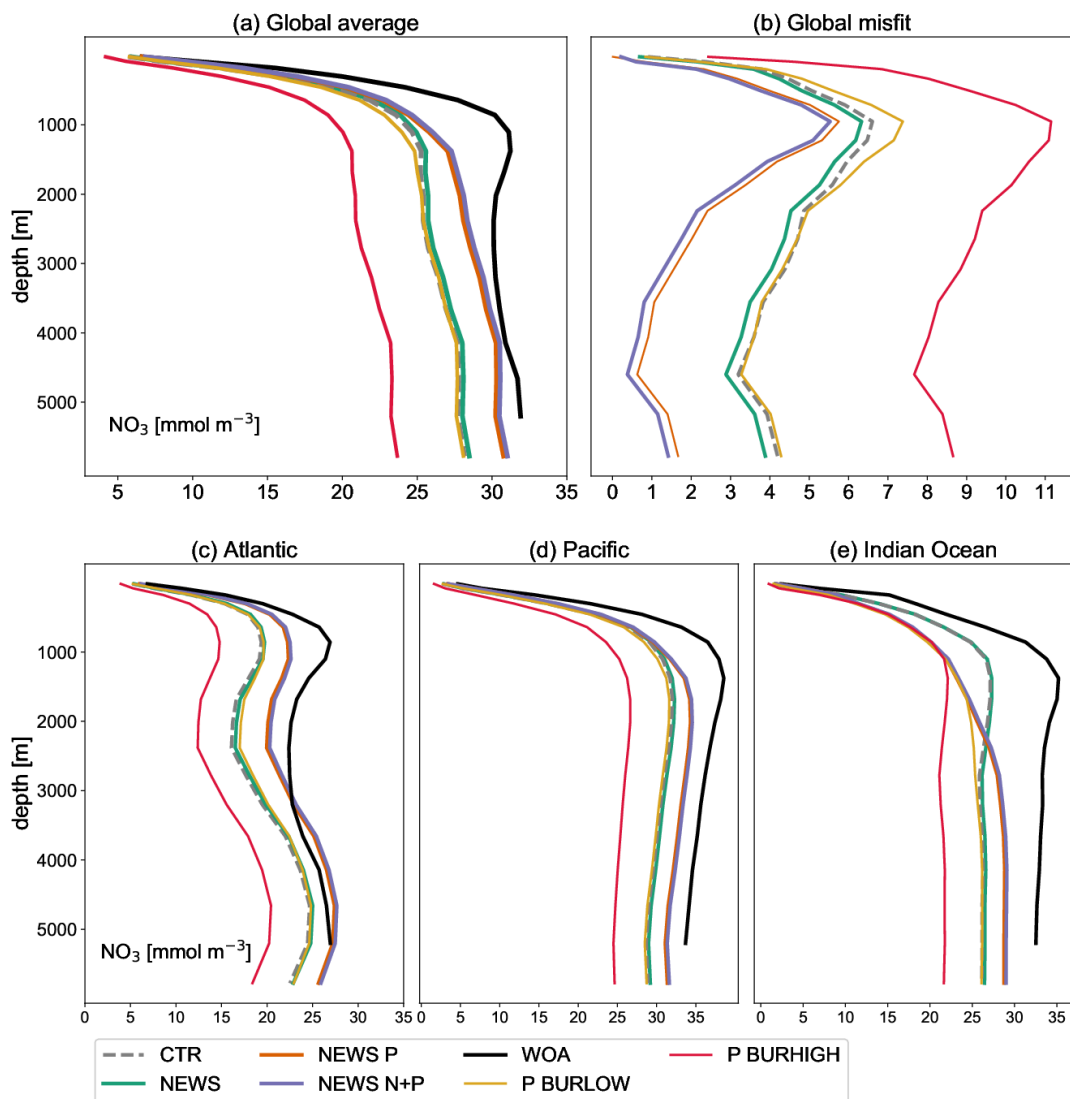 (a) Global average
(b) Global misfit
depth [m]
1000
2000
3000
4000
5000
NO₃ [mmol m⁻³]
5 10 15 20 25 30 35
0 1 2 3 4 5 6 7 8 9 10 11
(c) Atlantic
(d) Pacific
(e) Indian Ocean
depth [m]
1000
2000
3000
4000
5000
NO₃ [mmol m⁻³]
0 5 10 15 20 25 30 35
0 5 10 15 20 25 30 35
0 5 10 15 20 25 30 35
CTR NEWS P WOA P BURHIGH
NEWS NEWS N+P P BURLOW